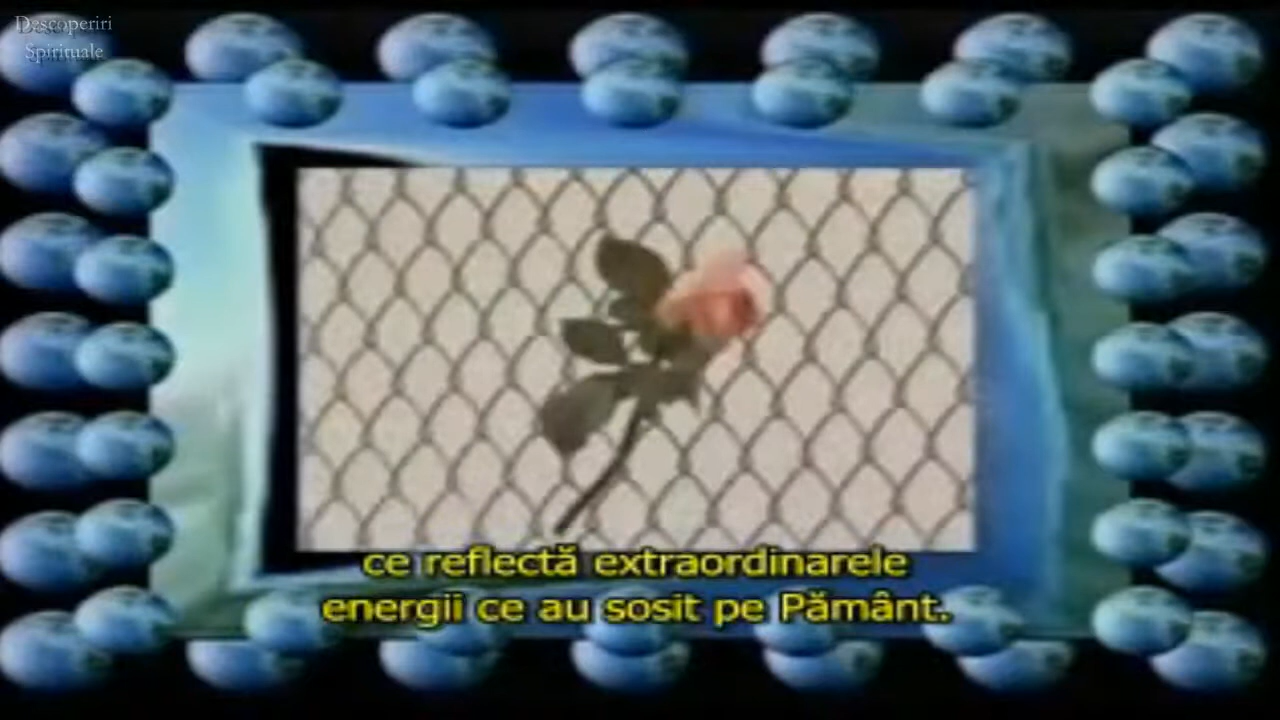 Descoperiri
Spirituale
ce reflectă extraordinarele
energii ce au sosit pe Pământ.